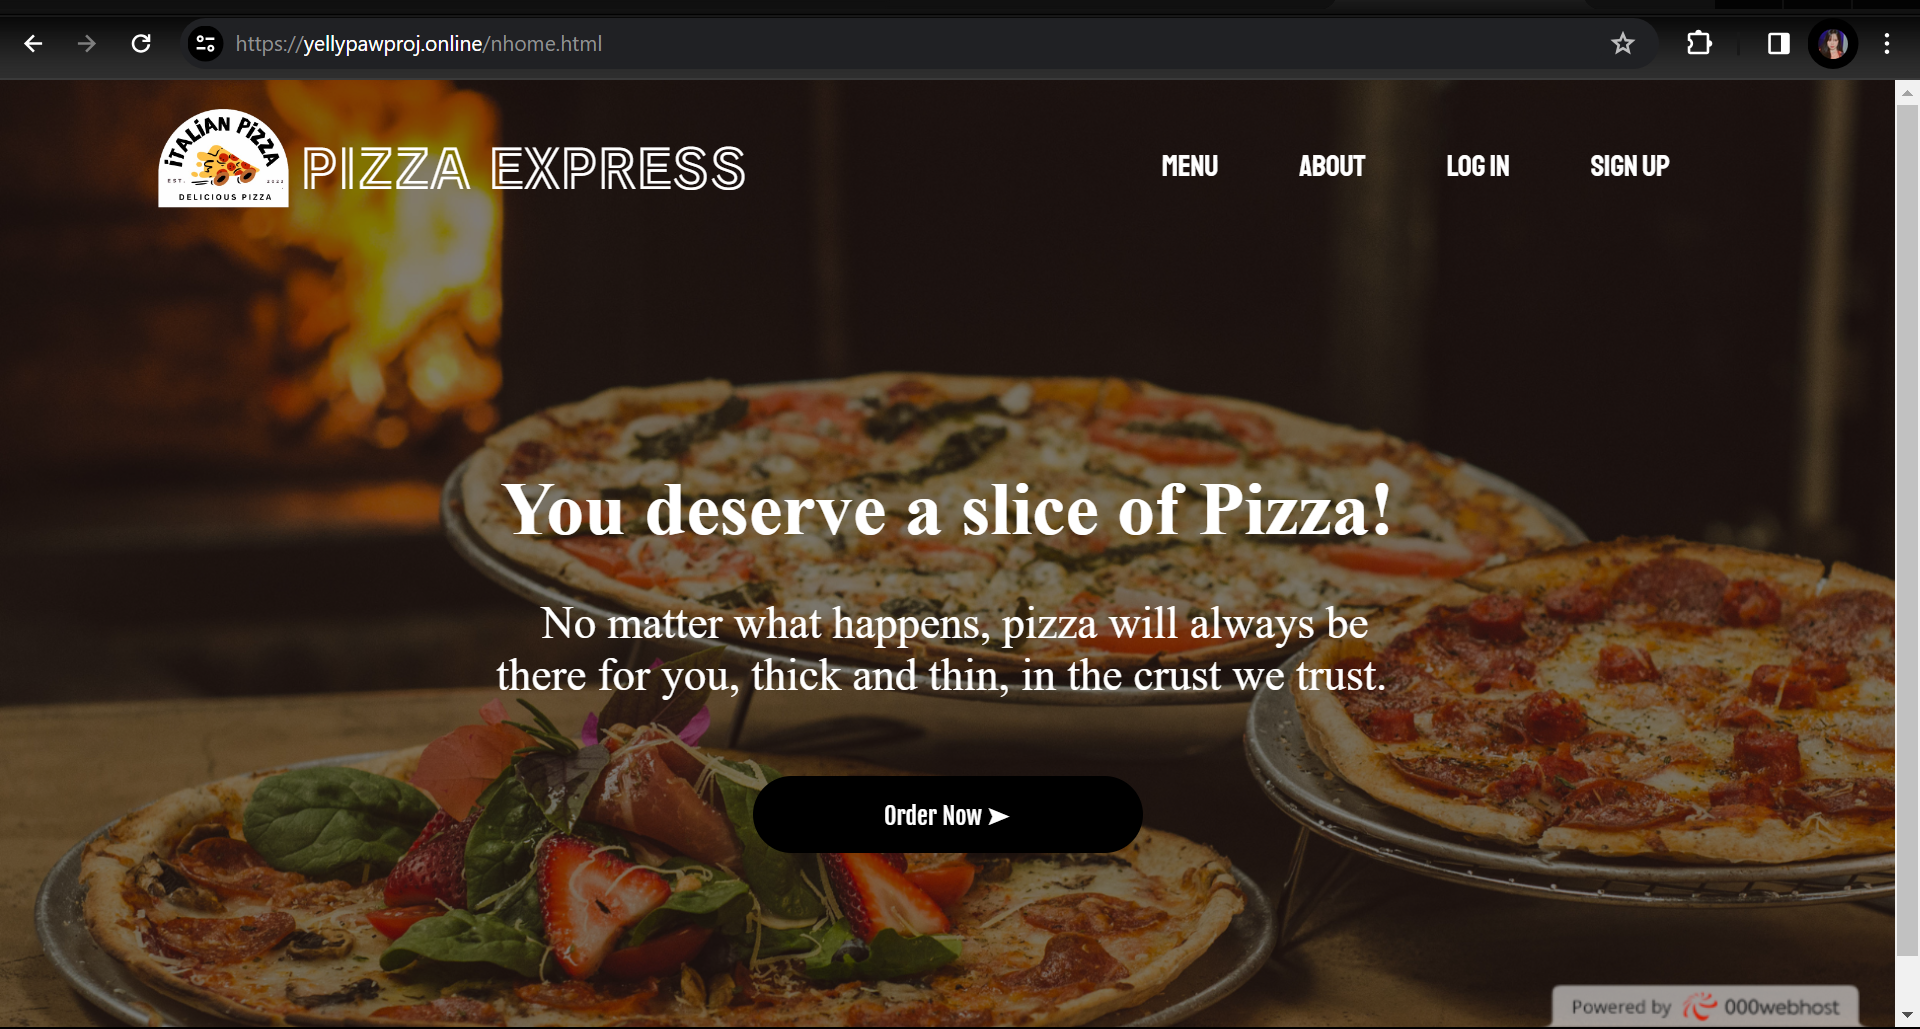 https://yellypawproj.online/nhome.html
iTALiAN PiZZA
EST.
DELICIOUS PIZZA
PIZZA EXPRESS
MENU ABOUT LOG IN SIGN UP
You deserve a slice of Pizza!
No matter what happens, pizza will always be
there for you, thick and thin, in the crust we trust.
Order Now ➤
Powered by 000webhost